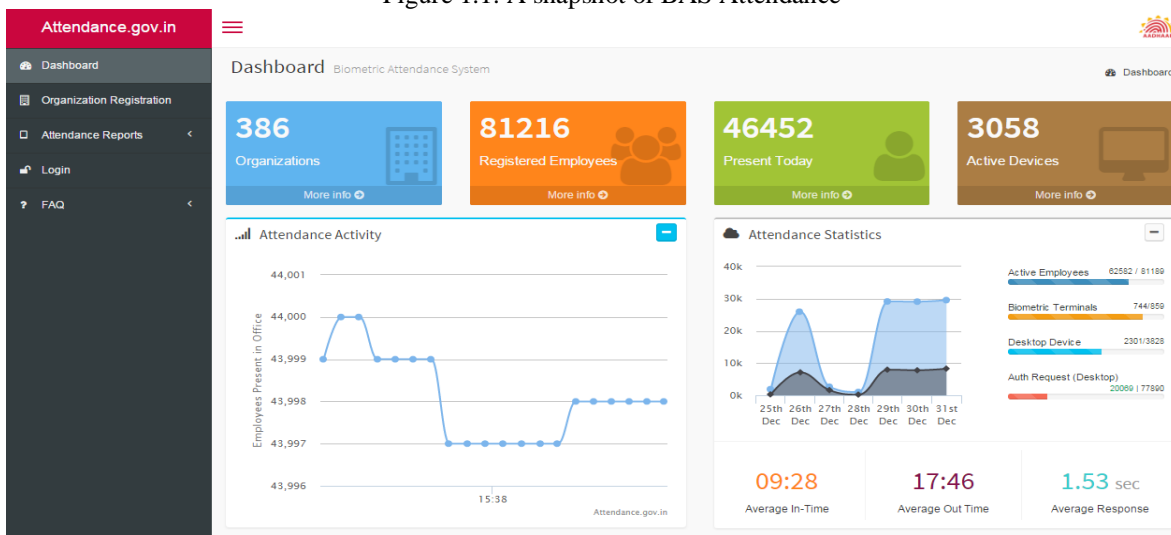 Figure 1.1: A snapshot of BAS Attendance
Attendance.gov.in
AADHAAR
Dashboard
Organization Registration
Attendance Reports
Login
FAQ
Dashboard Biometric Attendance System
Dashboard
386
Organizations
More info
81216
Registered Employees
More info
46452
Present Today
More info
3058
Active Devices
More info
Attendance Activity
Employees Present in Office
44,001
44,000
43,999
43,998
43,997
43,996
15:38
Attendance.gov.in
Attendance Statistics
40k
30k
20k
10k
0k
25th Dec
26th Dec
27th Dec
28th Dec
29th Dec
30th Dec
31st Dec
Active Employees 62582 / 81189
Biometric Terminals 744/859
Desktop Device 2301/3828
Auth Request (Desktop)
20069 | 77890
09:28
Average In-Time
17:46
Average Out Time
1.53 sec
Average Response